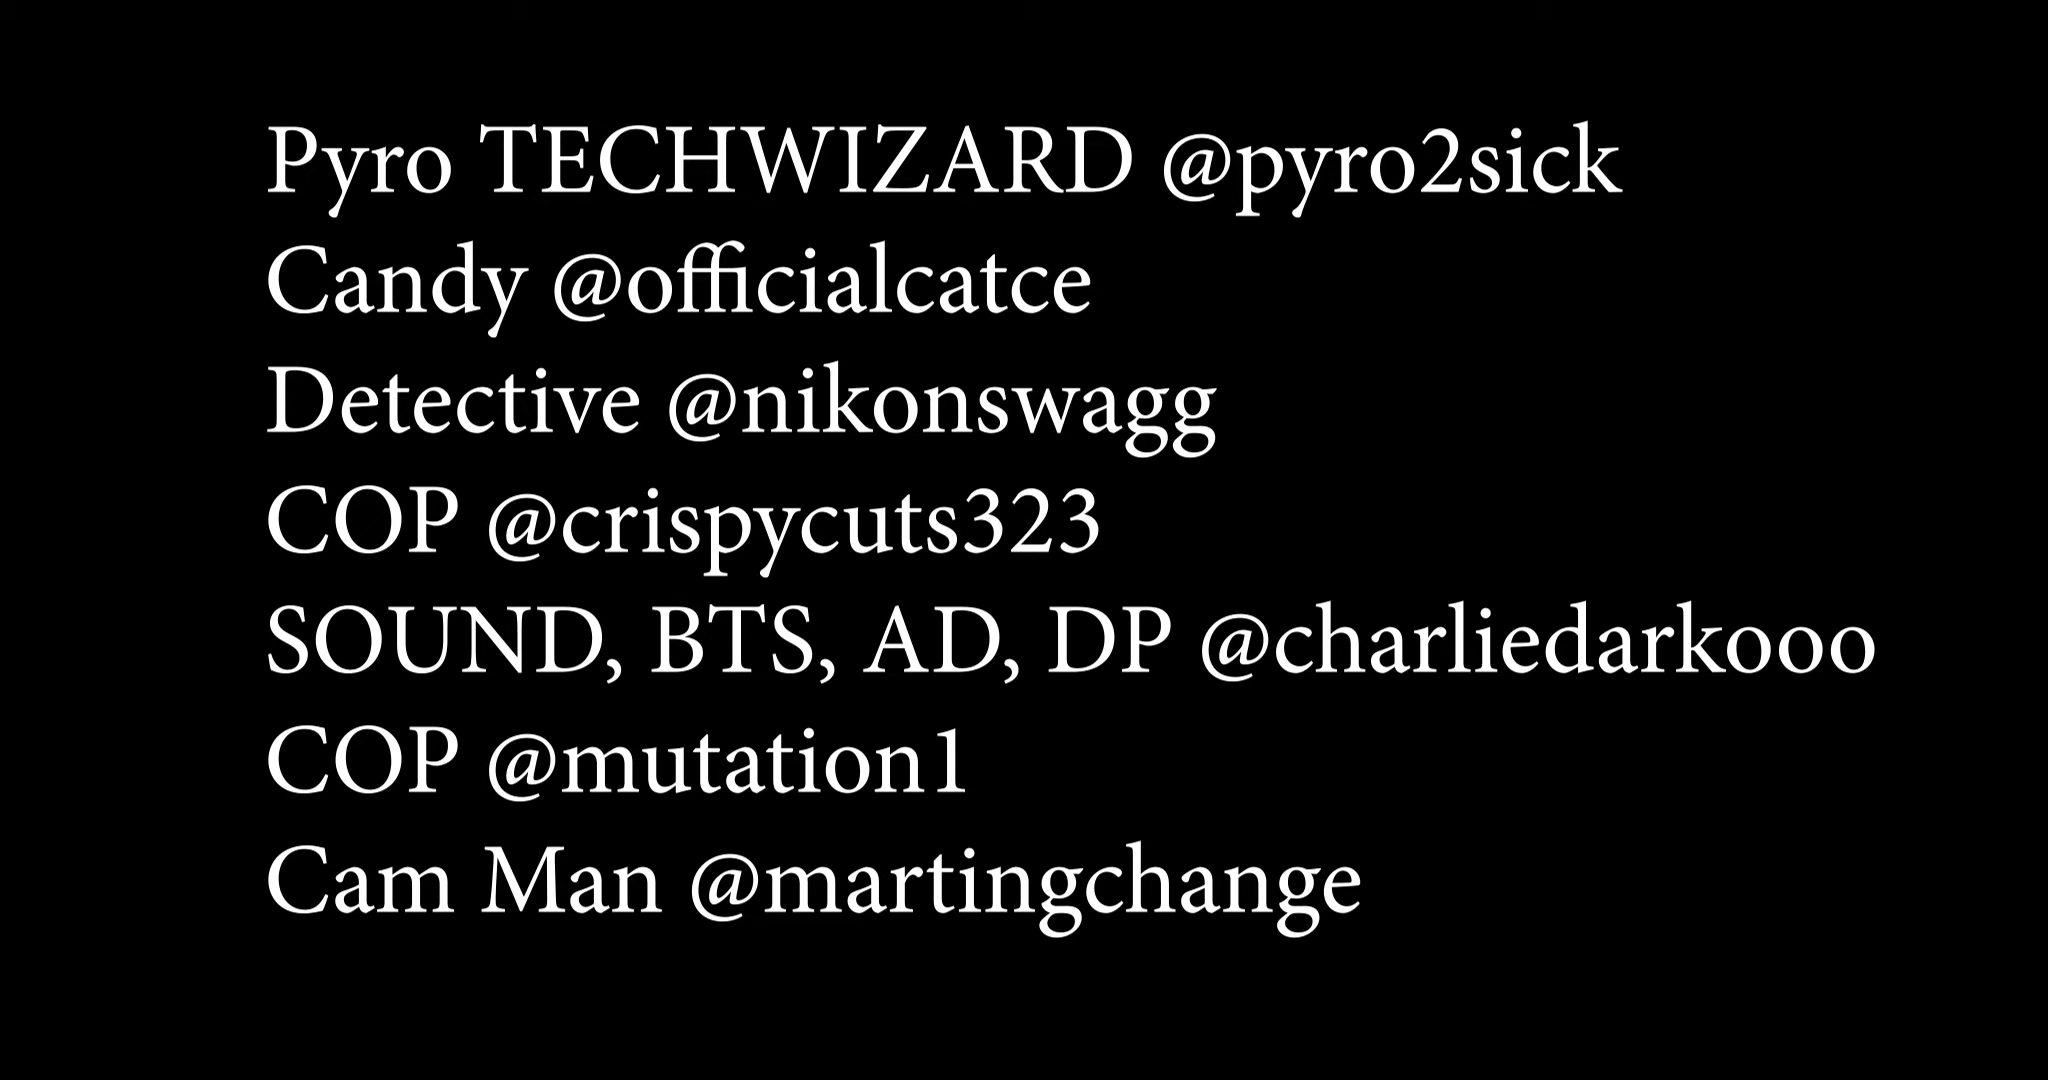 Pyro TECHWIZARD @pyro2sick
Candy @officialcatce
Detective @nikonswagg
COP @crispycuts323
SOUND, BTS, AD, DP @charliedarkooo
COP @mutation1
Cam Man @martingchange